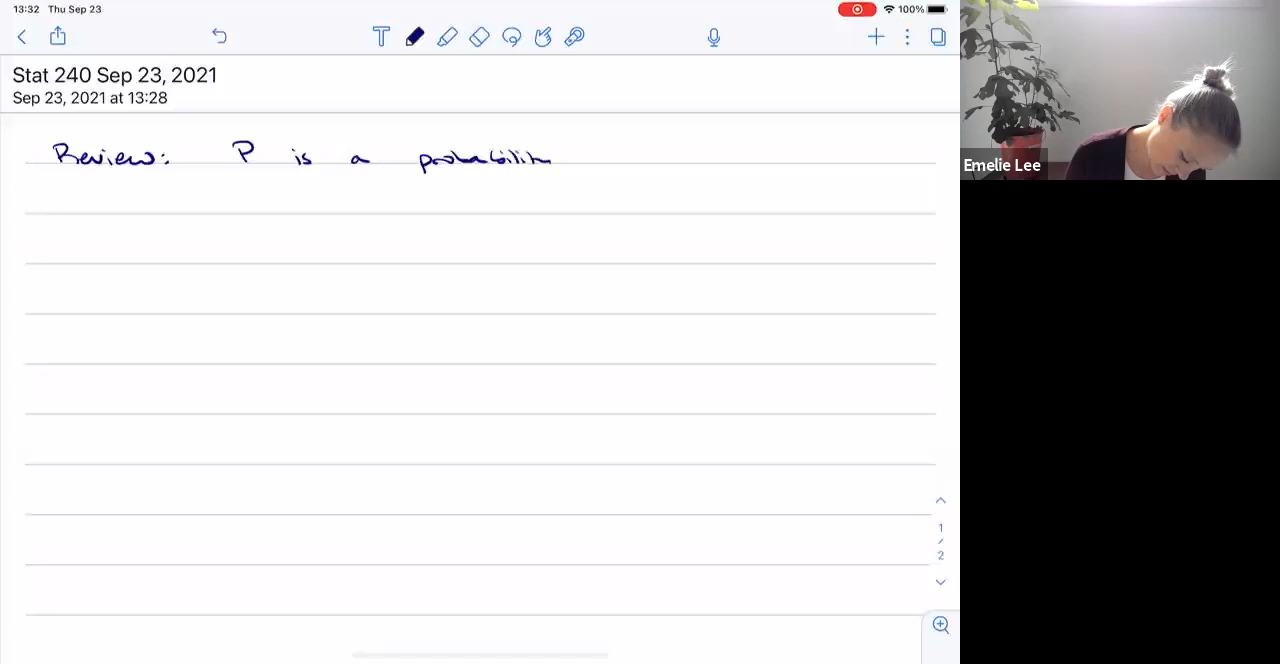 13:32 Thu Sep 23
100%
Stat 240 Sep 23, 2021
Sep 23, 2021 at 13:28
Review: P is a probability
1
/
2
Emelie Lee